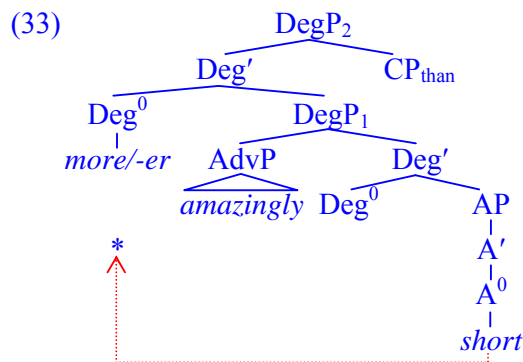 (33) DegP₂
Deg′ CPthan
Deg⁰ DegP₁
more/-er AdvP Deg′
amazingly Deg⁰ AP
* A′
A⁰
short